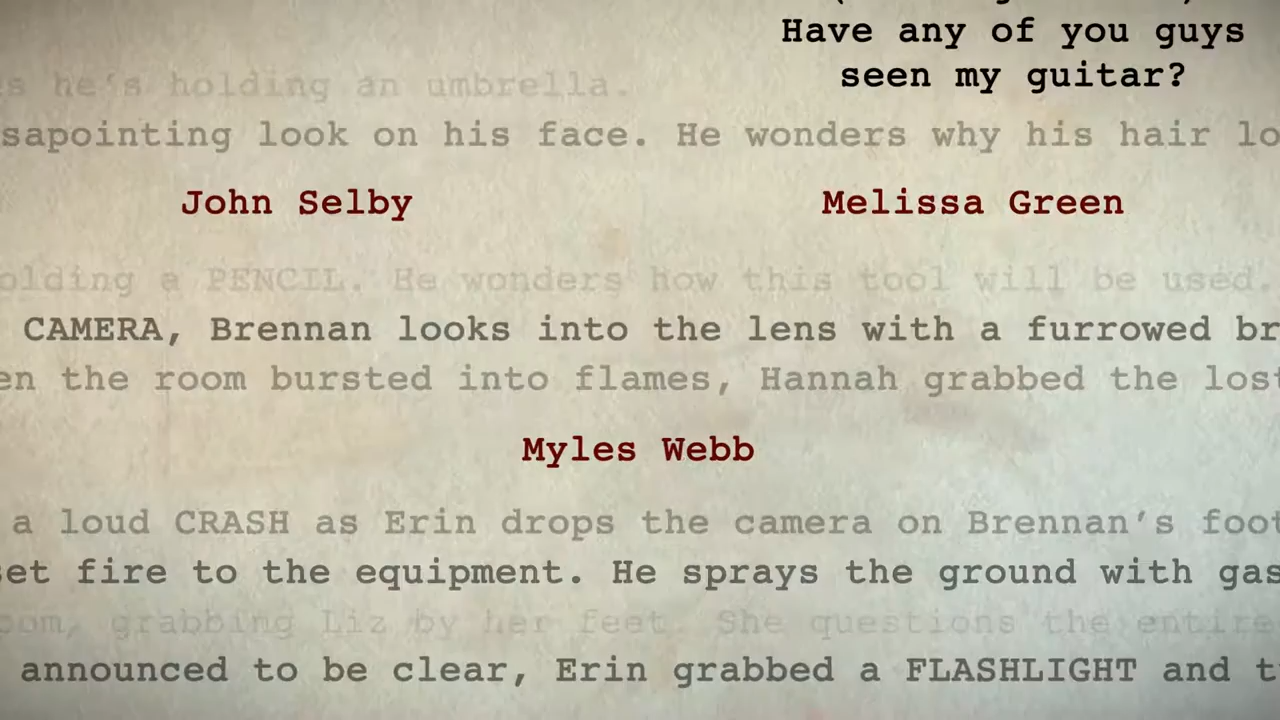 Have any of you guys
seen my guitar?
he's holding an umbrella.
sapointing look on his face. He wonders why his hair lo
John Selby Melissa Green
olding a PENCIL. He wonders how this tool will be used.
CAMERA, Brennan looks into the lens with a furrowed br
en the room bursted into flames, Hannah grabbed the lost
Myles Webb
a loud CRASH as Erin drops the camera on Brennan's foot
set fire to the equipment. He sprays the ground with gas
oom, grabbing Liz by her feet. She questions the entire
announced to be clear, Erin grabbed a FLASHLIGHT and t